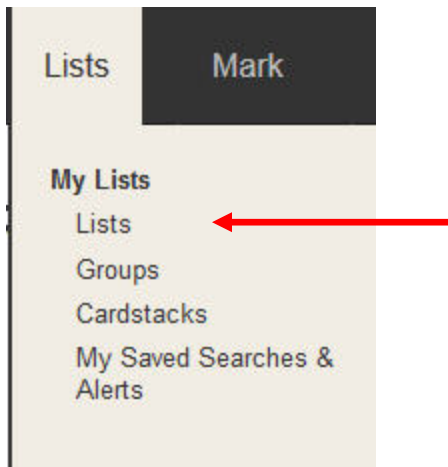 Lists Mark
My Lists
Lists
Groups
Cardstacks
My Saved Searches &
Alerts